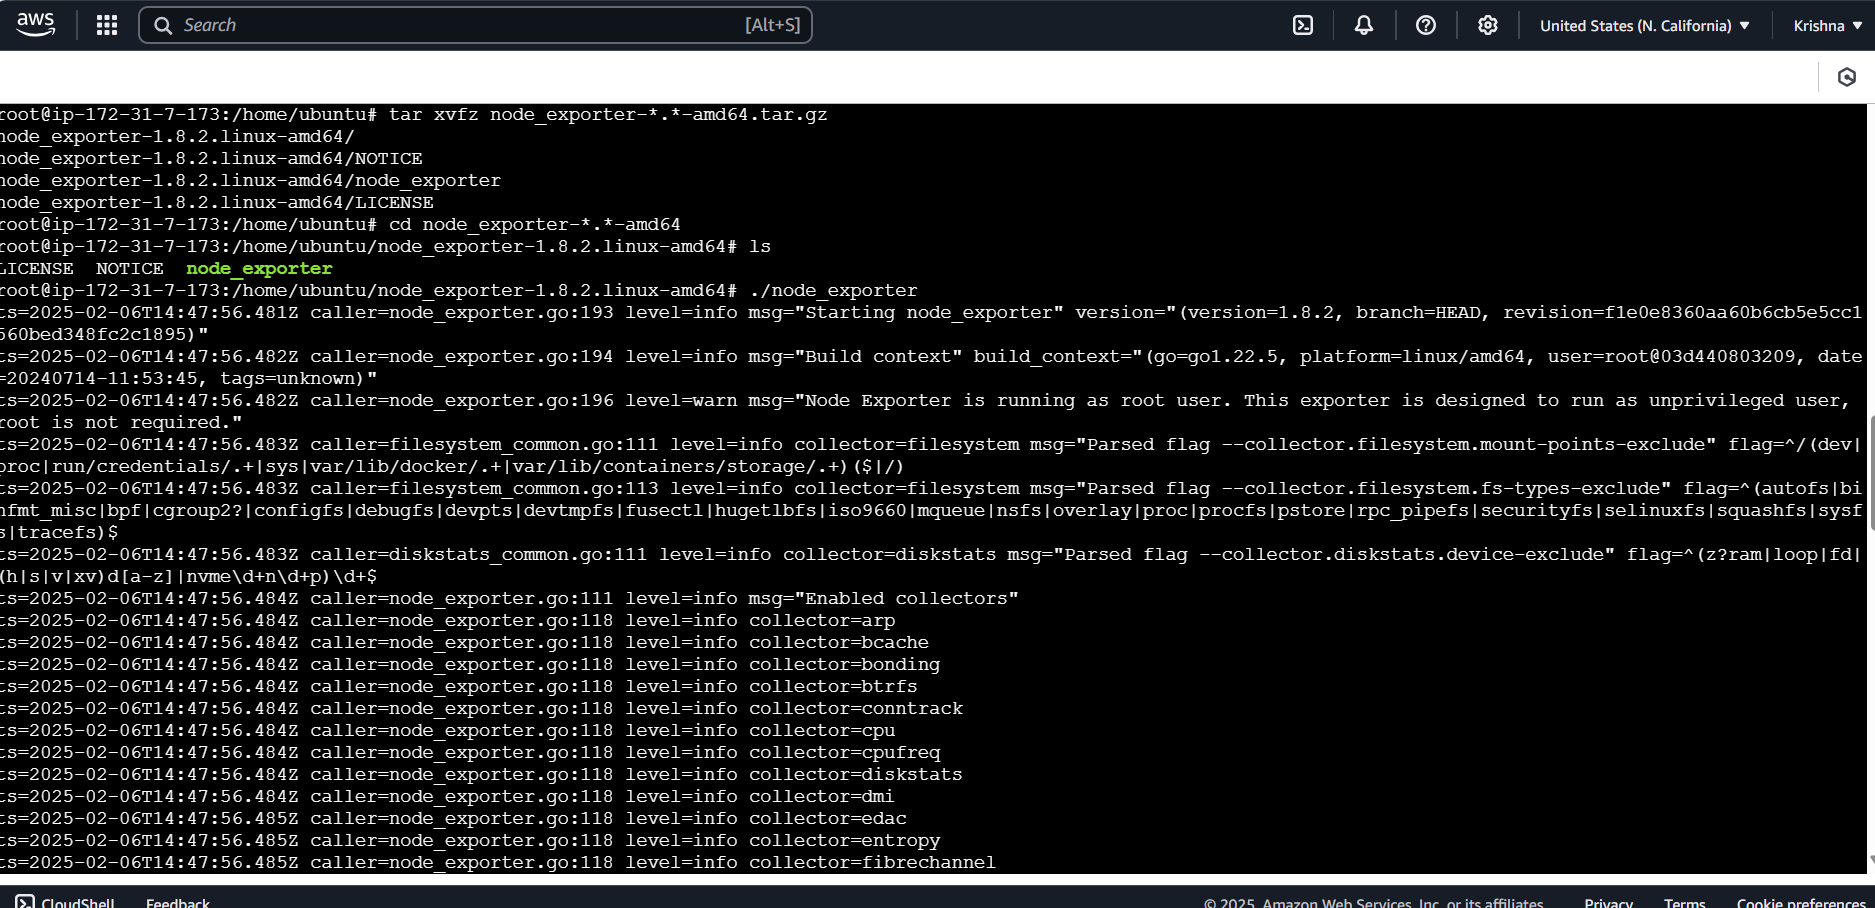 aws
Search
[Alt+S]
United States (N. California)
Krishna
root@ip-172-31-7-173:/home/ubuntu# tar xvfz node_exporter-*.*-amd64.tar.gz
node_exporter-1.8.2.linux-amd64/
node_exporter-1.8.2.linux-amd64/NOTICE
node_exporter-1.8.2.linux-amd64/node_exporter
node_exporter-1.8.2.linux-amd64/LICENSE
root@ip-172-31-7-173:/home/ubuntu# cd node_exporter-*.*-amd64
root@ip-172-31-7-173:/home/ubuntu/node_exporter-1.8.2.linux-amd64# ls
LICENSE  NOTICE  node_exporter
root@ip-172-31-7-173:/home/ubuntu/node_exporter-1.8.2.linux-amd64# ./node_exporter
ts=2025-02-06T14:47:56.481Z caller=node_exporter.go:193 level=info msg="Starting node_exporter" version="(version=1.8.2, branch=HEAD, revision=f1e0e8360aa60b6cb5e5cc1
560bed348fc2c1895)"
ts=2025-02-06T14:47:56.482Z caller=node_exporter.go:194 level=info msg="Build context" build_context="(go=go1.22.5, platform=linux/amd64, user=root@03d440803209, date
=20240714-11:53:45, tags=unknown)"
ts=2025-02-06T14:47:56.482Z caller=node_exporter.go:196 level=warn msg="Node Exporter is running as root user. This exporter is designed to run as unprivileged user,
root is not required."
ts=2025-02-06T14:47:56.483Z caller=filesystem_common.go:111 level=info collector=filesystem msg="Parsed flag --collector.filesystem.mount-points-exclude" flag=^/(dev|
proc|run/credentials/.+|sys|var/lib/docker/.+|var/lib/containers/storage/.+)($|/)
ts=2025-02-06T14:47:56.483Z caller=filesystem_common.go:113 level=info collector=filesystem msg="Parsed flag --collector.filesystem.fs-types-exclude" flag=^(autofs|bi
nfmt_misc|bpf|cgroup2?|configfs|debugfs|devpts|devtmpfs|fusectl|hugetlbfs|iso9660|mqueue|nsfs|overlay|proc|procfs|pstore|rpc_pipefs|securityfs|selinuxfs|squashfs|sysf
s|tracefs)$
ts=2025-02-06T14:47:56.483Z caller=diskstats_common.go:111 level=info collector=diskstats msg="Parsed flag --collector.diskstats.device-exclude" flag=^(z?ram|loop|fd|
(h|s|v|xv)d[a-z]|nvme\d+n\d+p)\d+$
ts=2025-02-06T14:47:56.484Z caller=node_exporter.go:111 level=info msg="Enabled collectors"
ts=2025-02-06T14:47:56.484Z caller=node_exporter.go:118 level=info collector=arp
ts=2025-02-06T14:47:56.484Z caller=node_exporter.go:118 level=info collector=bcache
ts=2025-02-06T14:47:56.484Z caller=node_exporter.go:118 level=info collector=bonding
ts=2025-02-06T14:47:56.484Z caller=node_exporter.go:118 level=info collector=btrfs
ts=2025-02-06T14:47:56.484Z caller=node_exporter.go:118 level=info collector=conntrack
ts=2025-02-06T14:47:56.484Z caller=node_exporter.go:118 level=info collector=cpu
ts=2025-02-06T14:47:56.484Z caller=node_exporter.go:118 level=info collector=cpufreq
ts=2025-02-06T14:47:56.484Z caller=node_exporter.go:118 level=info collector=diskstats
ts=2025-02-06T14:47:56.484Z caller=node_exporter.go:118 level=info collector=dmi
ts=2025-02-06T14:47:56.485Z caller=node_exporter.go:118 level=info collector=edac
ts=2025-02-06T14:47:56.485Z caller=node_exporter.go:118 level=info collector=entropy
ts=2025-02-06T14:47:56.485Z caller=node_exporter.go:118 level=info collector=fibrechannel
CloudShell
Feedback
© 2025, Amazon Web Services, Inc. or its affiliates
Privacy
Terms
Cookie preferences